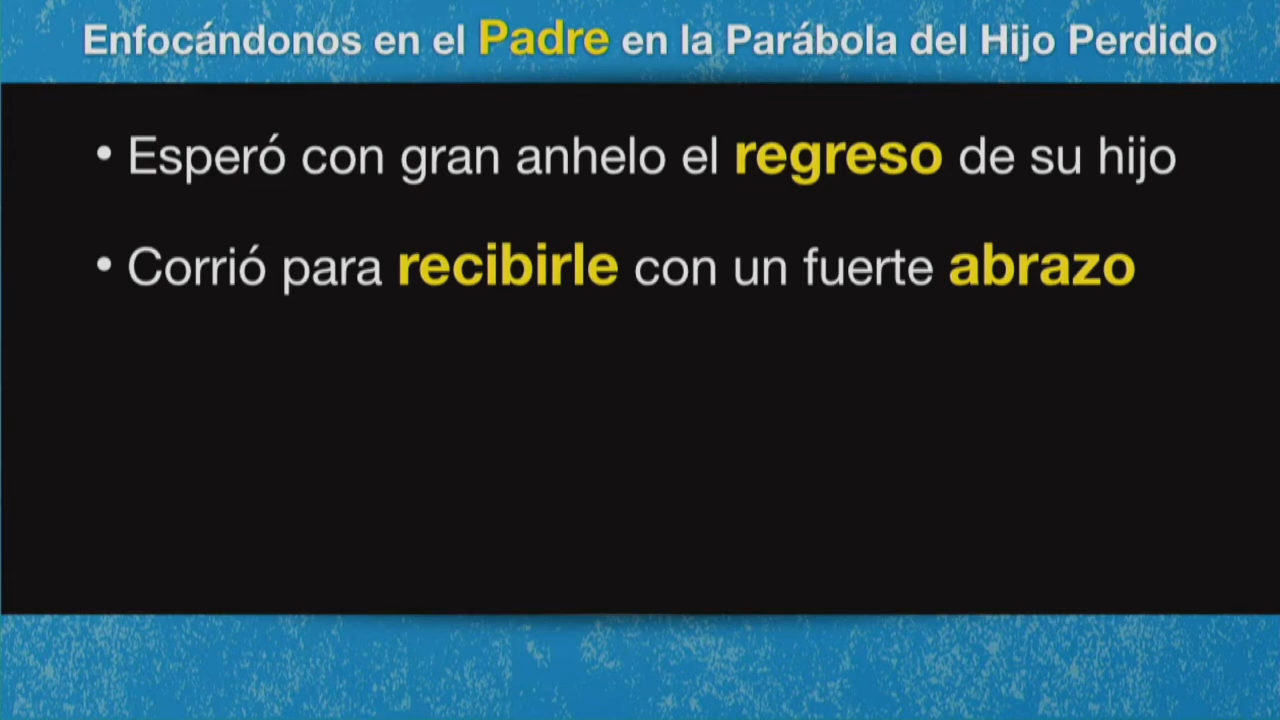 Enfocándonos en el Padre en la Parábola del Hijo Perdido
• Esperó con gran anhelo el regreso de su hijo
• Corrió para recibirle con un fuerte abrazo